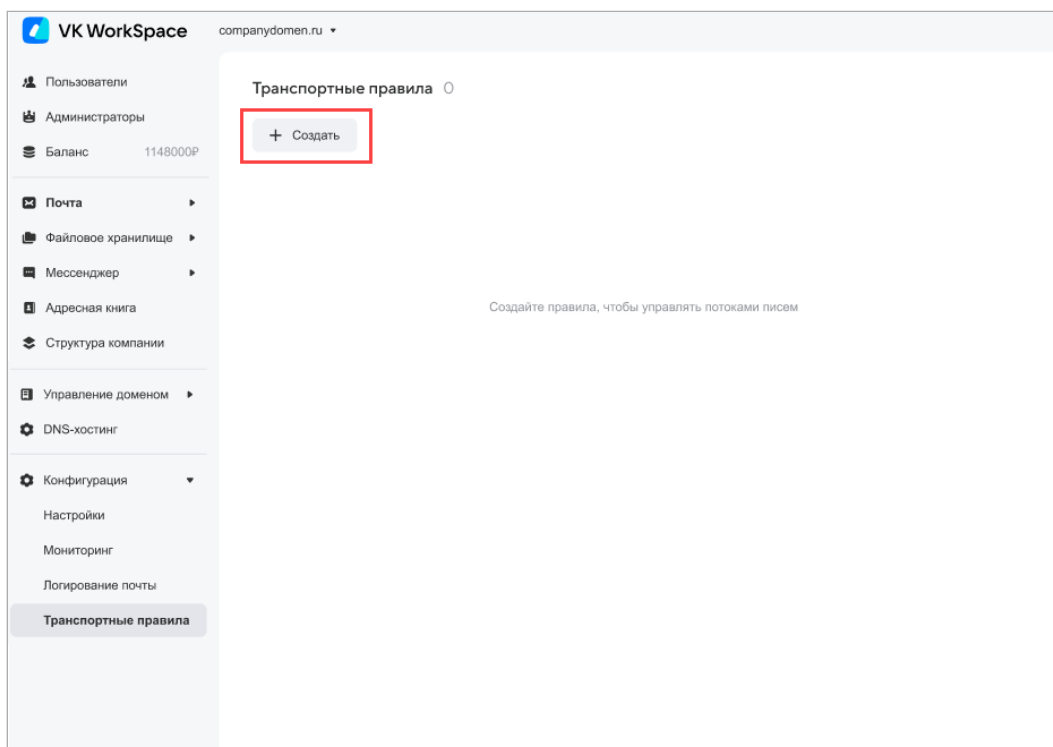 VK WorkSpace
companydomen.ru
Пользователи
Администраторы
Баланс 1148000₽
Почта
Файловое хранилище
Мессенджер
Адресная книга
Структура компании
Управление доменом
DNS-хостинг
Конфигурация
Настройки
Мониторинг
Логирование почты
Транспортные правила
Транспортные правила 0
+ Создать
Создайте правила, чтобы управлять потоками писем